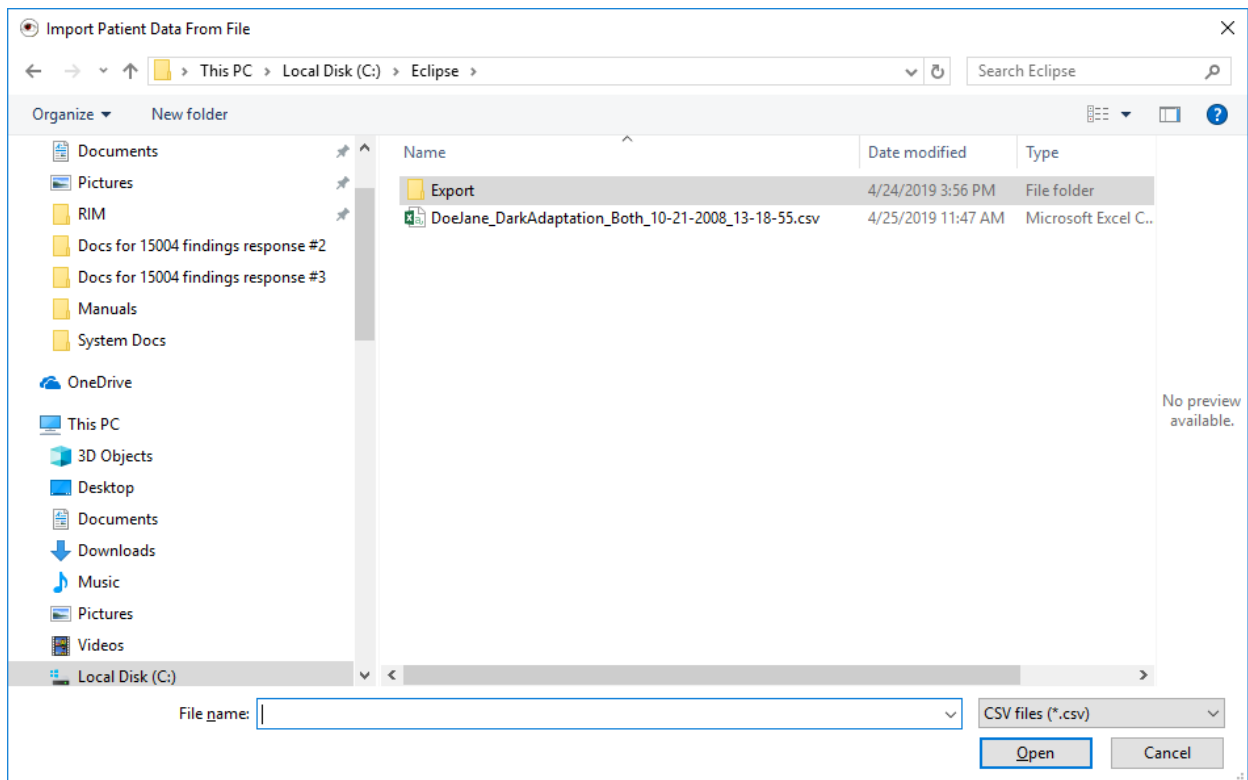 Import Patient Data From File
This PC > Local Disk (C:) > Eclipse >
Search Eclipse
Organize
New folder
Documents
Pictures
RIM
Docs for 15004 findings response #2
Docs for 15004 findings response #3
Manuals
System Docs
OneDrive
This PC
3D Objects
Desktop
Documents
Downloads
Music
Pictures
Videos
Local Disk (C:)
Name Date modified Type
Export 4/24/2019 3:56 PM File folder
DoeJane_DarkAdaptation_Both_10-21-2008_13-18-55.csv 4/25/2019 11:47 AM Microsoft Excel C..
No preview
available.
File name:
CSV files (*.csv)
Open Cancel